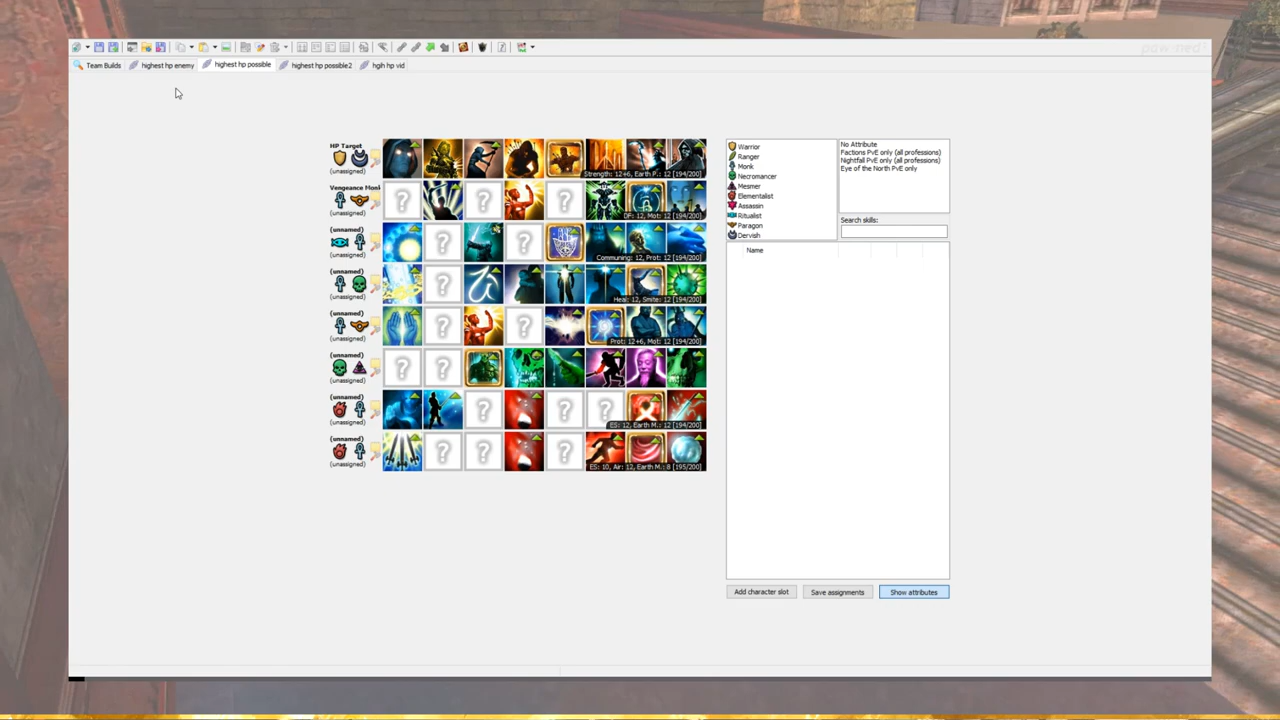 paw·ned²
Team Builds highest hp enemy highest hp possible highest hp possible2 hgih hp vid
HP Target
(unassigned)
Strength: 12+6, Earth P.: 12 [194/200]
Vengeance Monk
(unassigned)
? ? ?
DF: 12, Mot: 12 [194/200]
(unnamed)
(unassigned)
? ?
Communing: 12, Prot: 12 [194/200]
(unnamed)
(unassigned)
?
Heal: 12, Smite: 12 [194/200]
(unnamed)
(unassigned)
? ?
Prot: 12+6, Mot: 12 [194/200]
(unnamed)
(unassigned)
? ?
(unnamed)
(unassigned)
? ? ?
ES: 12, Earth M.: 12 [194/200]
(unnamed)
(unassigned)
? ? ?
ES: 10, Air: 12, Earth M.: 8 [195/200]
Warrior
Ranger
Monk
Necromancer
Mesmer
Elementalist
Assassin
Ritualist
Paragon
Dervish
No Attribute
Factions PvE only (all professions)
Nightfall PvE only (all professions)
Eye of the North PvE only
Search skills:
Name
Add character slot Save assignments Show attributes